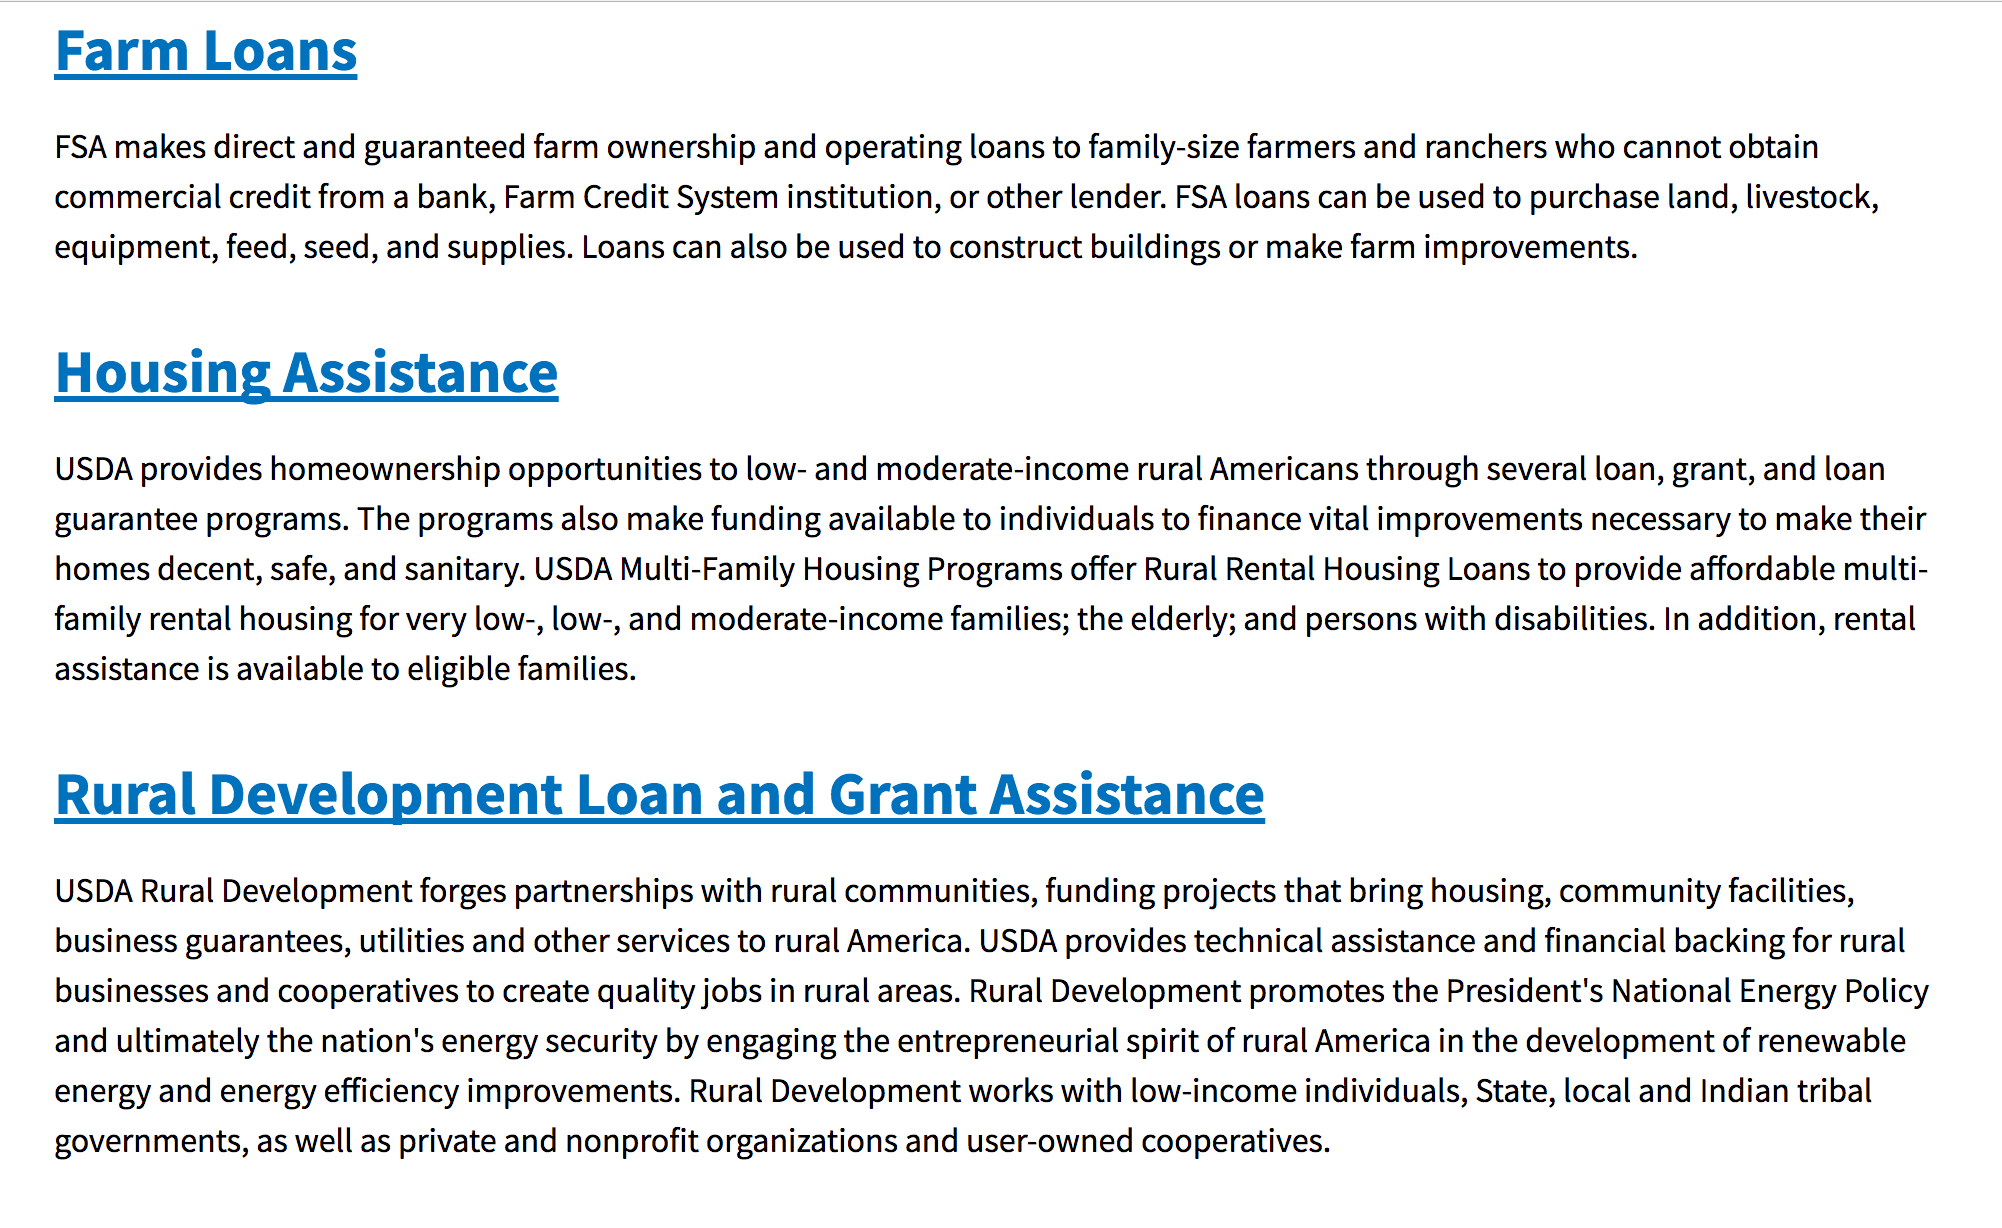 Farm Loans
FSA makes direct and guaranteed farm ownership and operating loans to family-size farmers and ranchers who cannot obtain
commercial credit from a bank, Farm Credit System institution, or other lender. FSA loans can be used to purchase land, livestock,
equipment, feed, seed, and supplies. Loans can also be used to construct buildings or make farm improvements.
Housing Assistance
USDA provides homeownership opportunities to low- and moderate-income rural Americans through several loan, grant, and loan
guarantee programs. The programs also make funding available to individuals to finance vital improvements necessary to make their
homes decent, safe, and sanitary. USDA Multi-Family Housing Programs offer Rural Rental Housing Loans to provide affordable multi-
family rental housing for very low-, low-, and moderate-income families; the elderly; and persons with disabilities. In addition, rental
assistance is available to eligible families.
Rural Development Loan and Grant Assistance
USDA Rural Development forges partnerships with rural communities, funding projects that bring housing, community facilities,
business guarantees, utilities and other services to rural America. USDA provides technical assistance and financial backing for rural
businesses and cooperatives to create quality jobs in rural areas. Rural Development promotes the President's National Energy Policy
and ultimately the nation's energy security by engaging the entrepreneurial spirit of rural America in the development of renewable
energy and energy efficiency improvements. Rural Development works with low-income individuals, State, local and Indian tribal
governments, as well as private and nonprofit organizations and user-owned cooperatives.